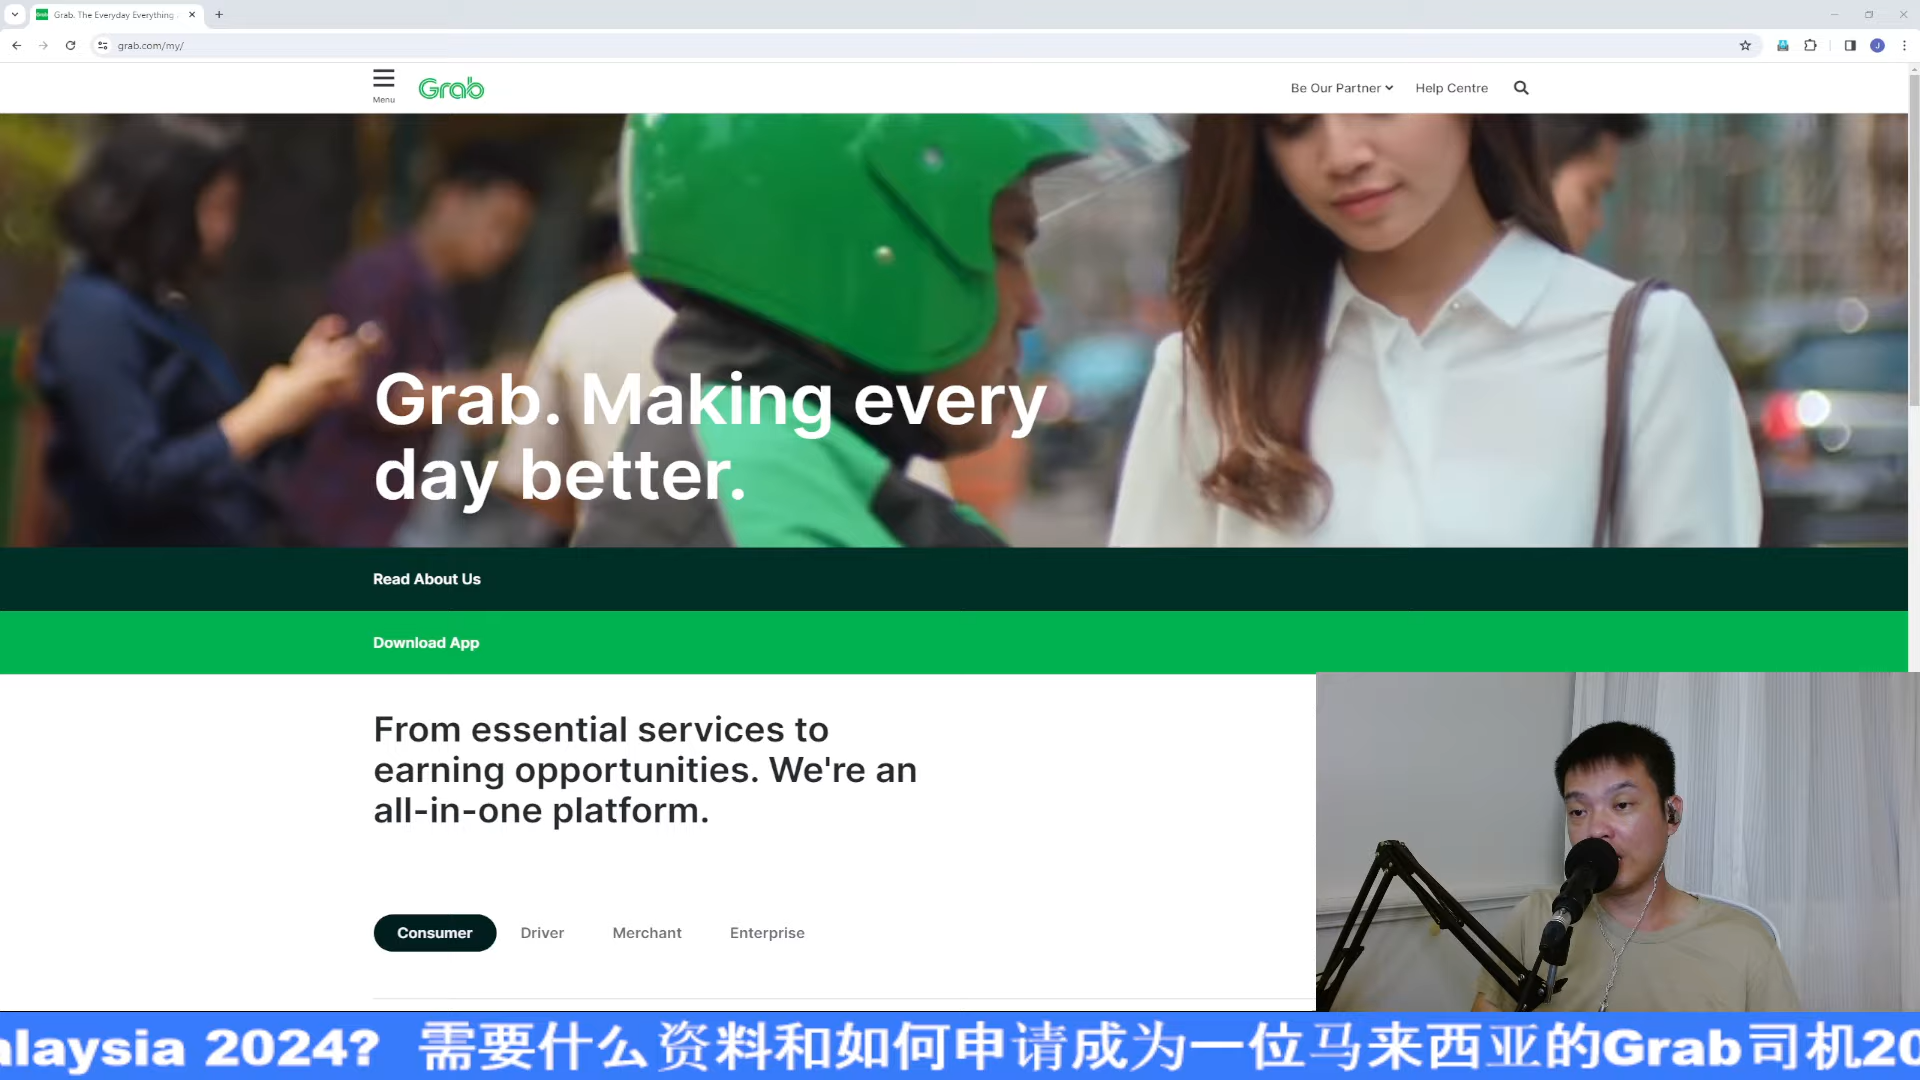 Grab. The Everyday Everything
grab.com/my/
J
Menu
Grab
Be Our Partner
Help Centre
Grab. Making every
day better.
Read About Us
Download App
From essential services to
earning opportunities. We're an
all-in-one platform.
Consumer
Driver
Merchant
Enterprise
alaysia 2024? 需要什么资料和如何申请成为一位马来西亚的Grab司机20